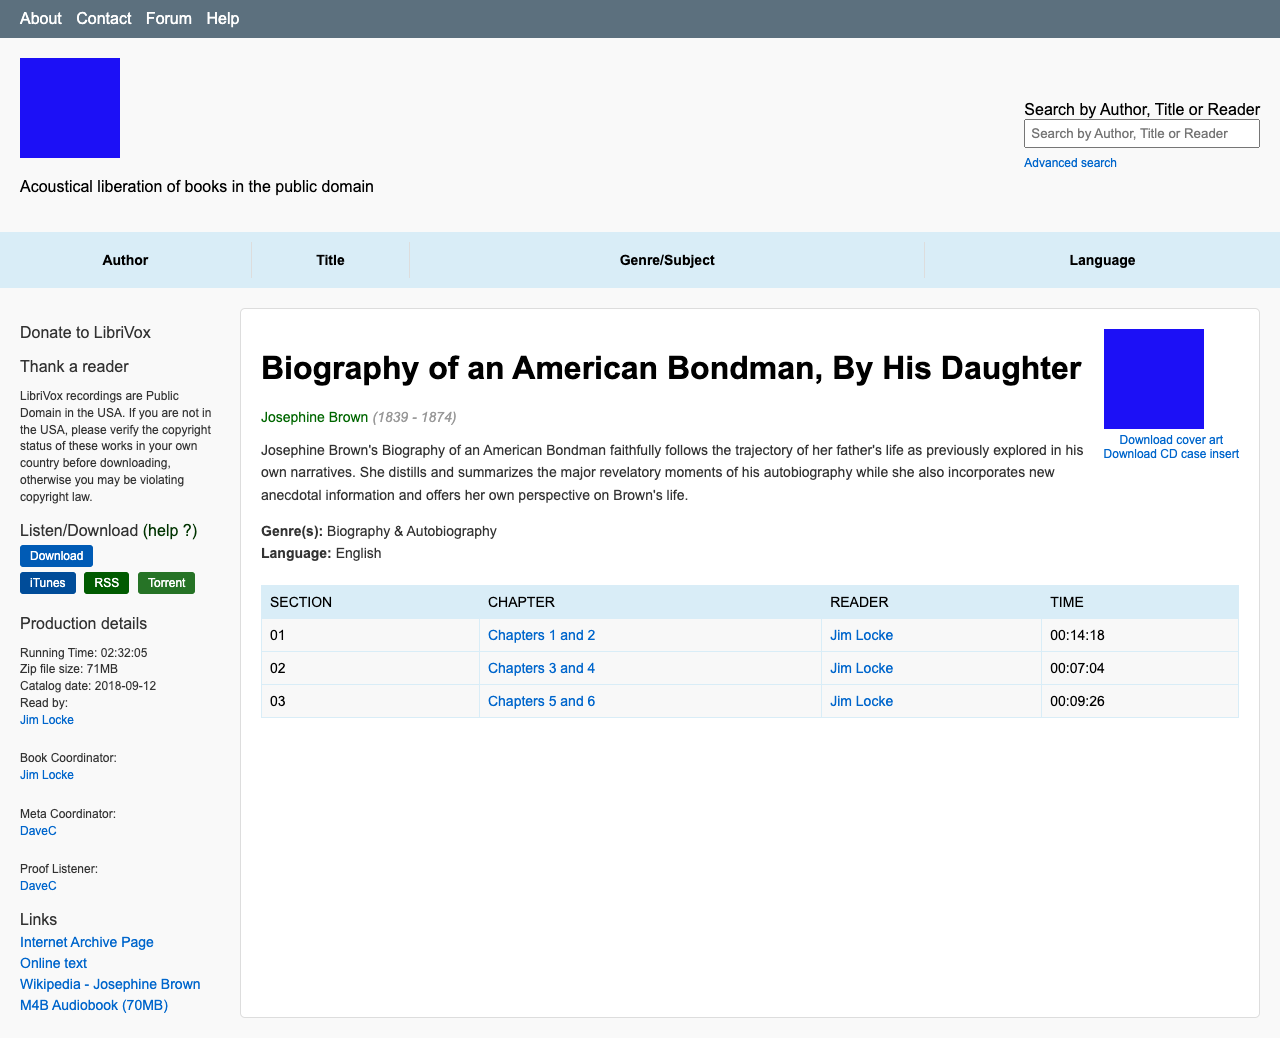 About Contact Forum Help
Acoustical liberation of books in the public domain
Search by Author, Title or Reader
Search by Author, Title or Reader
Advanced search
Author Title Genre/Subject Language
Donate to LibriVox
Thank a reader
LibriVox recordings are Public
Domain in the USA. If you are not in
the USA, please verify the copyright
status of these works in your own
country before downloading,
otherwise you may be violating
copyright law.
Listen/Download (help ?)
Download
iTunes RSS Torrent
Production details
Running Time: 02:32:05
Zip file size: 71MB
Catalog date: 2018-09-12
Read by:
Jim Locke
Book Coordinator:
Jim Locke
Meta Coordinator:
DaveC
Proof Listener:
DaveC
Links
Internet Archive Page
Online text
Wikipedia - Josephine Brown
M4B Audiobook (70MB)
Biography of an American Bondman, By His Daughter
Josephine Brown (1839 - 1874)
Josephine Brown's Biography of an American Bondman faithfully follows the trajectory of her father's life as previously explored in his
own narratives. She distills and summarizes the major revelatory moments of his autobiography while she also incorporates new
anecdotal information and offers her own perspective on Brown's life.
Download cover art
Download CD case insert
Genre(s): Biography & Autobiography
Language: English
SECTION CHAPTER READER TIME
01 Chapters 1 and 2 Jim Locke 00:14:18
02 Chapters 3 and 4 Jim Locke 00:07:04
03 Chapters 5 and 6 Jim Locke 00:09:26